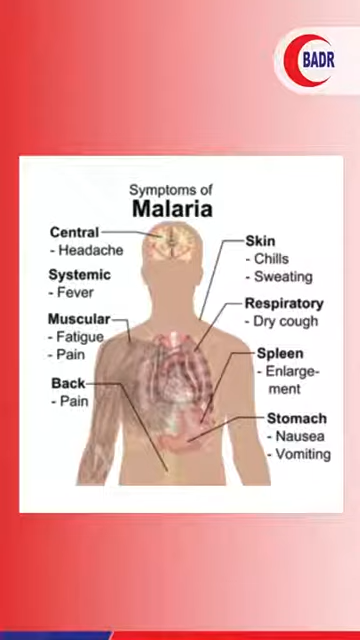 BADR
Symptoms of
Malaria
Central
- Headache
Systemic
- Fever
Muscular
- Fatigue
- Pain
Back
- Pain
Skin
- Chills
- Sweating
Respiratory
- Dry cough
Spleen
- Enlarge-
ment
Stomach
- Nausea
- Vomiting